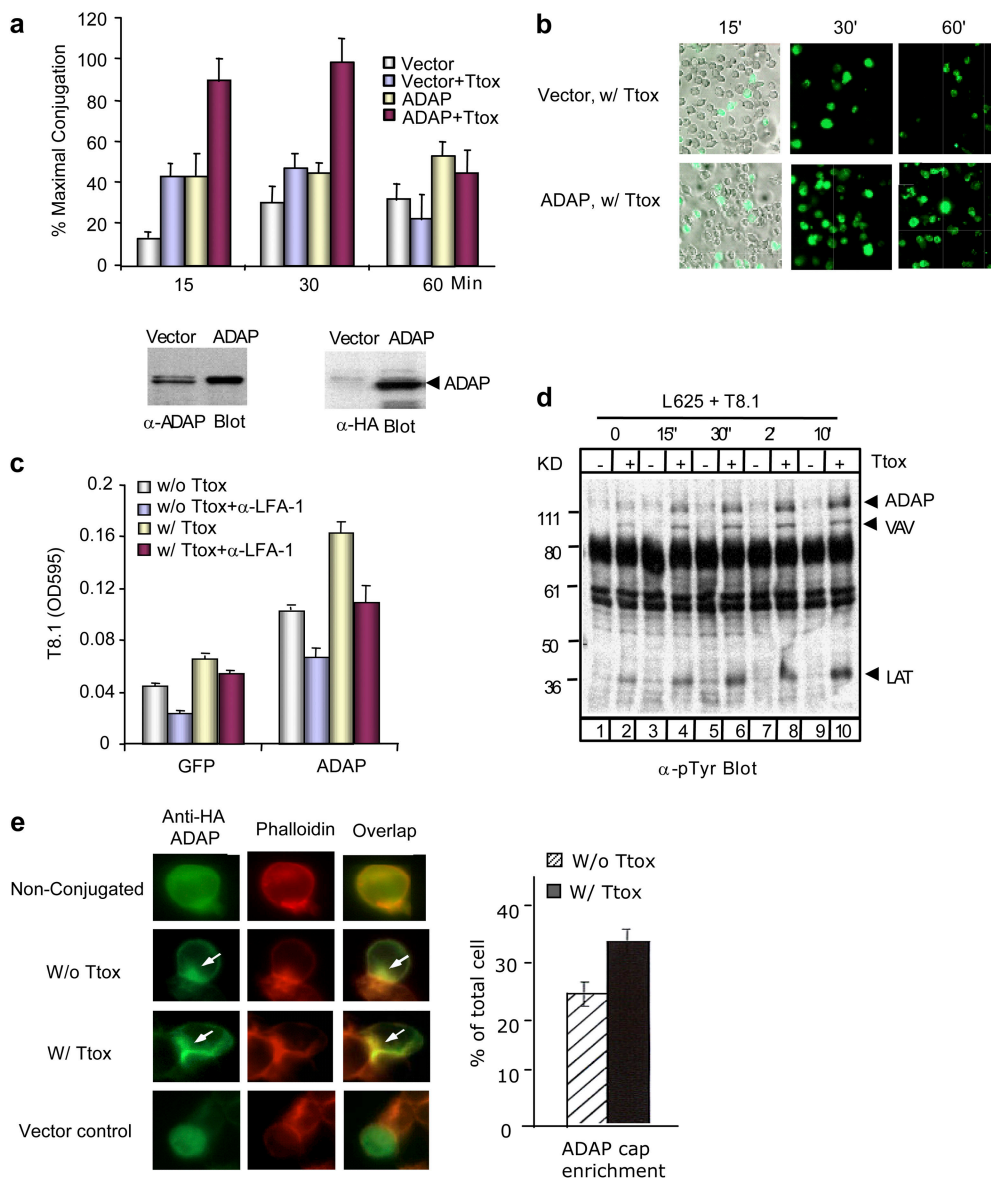 a
120
100
80
60
40
20
0
% Maximal Conjugation
Vector
Vector+Ttox
ADAP
ADAP+Ttox
15 30 60 Min
Vector ADAP
α-ADAP Blot
Vector ADAP
ADAP
α-HA Blot
b
15' 30' 60'
Vector, w/ Ttox
ADAP, w/ Ttox
c
0.2
0.16
0.12
0.08
0.04
0
T8.1 (OD595)
w/o Ttox
w/o Ttox+α-LFA-1
w/ Ttox
w/ Ttox+α-LFA-1
GFP ADAP
d
L625 + T8.1
0 15" 30" 2' 10'
KD - + - + - + - + - + Ttox
111
80
61
50
36
ADAP
VAV
LAT
1 2 3 4 5 6 7 8 9 10
α-pTyr Blot
e
Anti-HA
ADAP
Phalloidin
Overlap
Non-Conjugated
W/o Ttox
W/ Ttox
Vector control
W/o Ttox
W/ Ttox
40
30
20
10
0
% of total cell
ADAP cap
enrichment